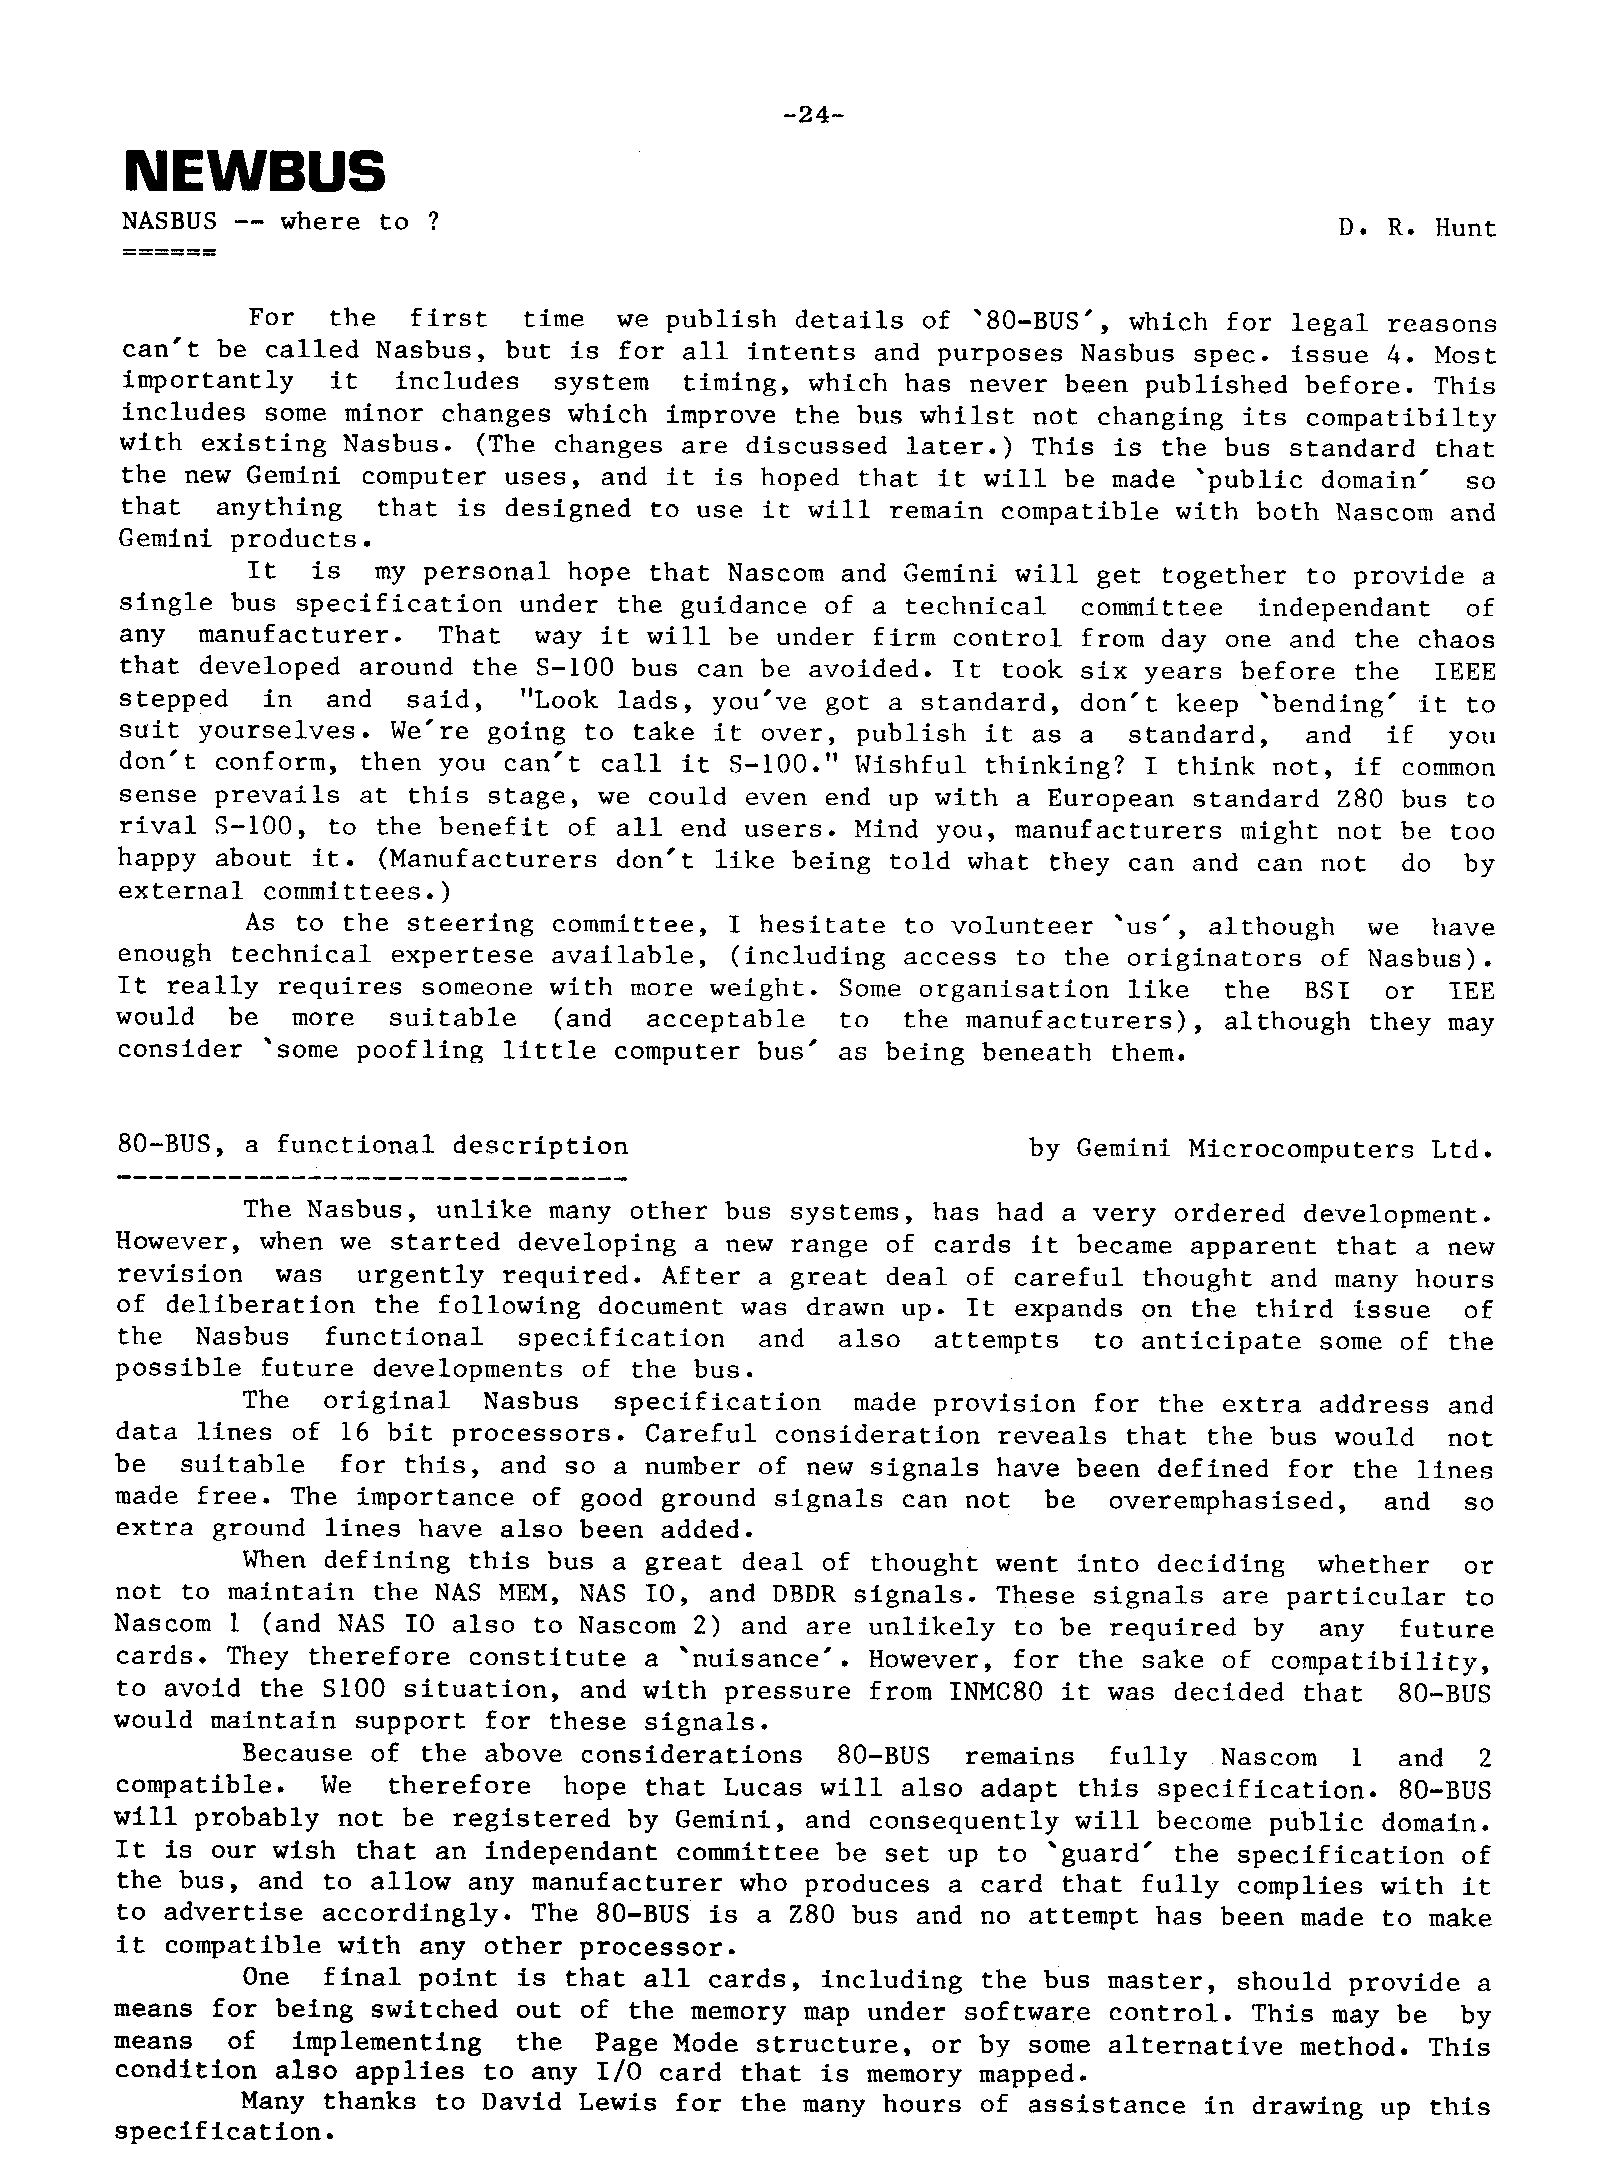 -24-
NEWBUS
NASBUS -- where to ?
D. R. Hunt
======
For the first time we publish details of `80-BUS', which for legal reasons
can't be called Nasbus, but is for all intents and purposes Nasbus spec. issue 4. Most
importantly it includes system timing, which has never been published before. This
includes some minor changes which improve the bus whilst not changing its compatibilty
with existing Nasbus. (The changes are discussed later.) This is the bus standard that
the new Gemini computer uses, and it is hoped that it will be made `public domain' so
that anything that is designed to use it will remain compatible with both Nascom and
Gemini products.
It is my personal hope that Nascom and Gemini will get together to provide a
single bus specification under the guidance of a technical committee independant of
any manufacturer. That way it will be under firm control from day one and the chaos
that developed around the S-100 bus can be avoided. It took six years before the IEEE
stepped in and said, "Look lads, you've got a standard, don't keep `bending' it to
suit yourselves. We're going to take it over, publish it as a standard, and if you
don't conform, then you can't call it S-100." Wishful thinking? I think not, if common
sense prevails at this stage, we could even end up with a European standard Z80 bus to
rival S-100, to the benefit of all end users. Mind you, manufacturers might not be too
happy about it. (Manufacturers don't like being told what they can and can not do by
external committees.)
As to the steering committee, I hesitate to volunteer `us', although we have
enough technical expertese available, (including access to the originators of Nasbus).
It really requires someone with more weight. Some organisation like the BSI or IEE
would be more suitable (and acceptable to the manufacturers), although they may
consider `some poofling little computer bus' as being beneath them.
80-BUS, a functional description
by Gemini Microcomputers Ltd.
--------------------------------
The Nasbus, unlike many other bus systems, has had a very ordered development.
However, when we started developing a new range of cards it became apparent that a new
revision was urgently required. After a great deal of careful thought and many hours
of deliberation the following document was drawn up. It expands on the third issue of
the Nasbus functional specification and also attempts to anticipate some of the
possible future developments of the bus.
The original Nasbus specification made provision for the extra address and
data lines of 16 bit processors. Careful consideration reveals that the bus would not
be suitable for this, and so a number of new signals have been defined for the lines
made free. The importance of good ground signals can not be overemphasised, and so
extra ground lines have also been added.
When defining this bus a great deal of thought went into deciding whether or
not to maintain the NAS MEM, NAS IO, and DBDR signals. These signals are particular to
Nascom 1 (and NAS IO also to Nascom 2) and are unlikely to be required by any future
cards. They therefore constitute a `nuisance'. However, for the sake of compatibility,
to avoid the S100 situation, and with pressure from INMC80 it was decided that 80-BUS
would maintain support for these signals.
Because of the above considerations 80-BUS remains fully Nascom 1 and 2
compatible. We therefore hope that Lucas will also adapt this specification. 80-BUS
will probably not be registered by Gemini, and consequently will become public domain.
It is our wish that an independant committee be set up to `guard' the specification of
the bus, and to allow any manufacturer who produces a card that fully complies with it
to advertise accordingly. The 80-BUS is a Z80 bus and no attempt has been made to make
it compatible with any other processor.
One final point is that all cards, including the bus master, should provide a
means for being switched out of the memory map under software control. This may be by
means of implementing the Page Mode structure, or by some alternative method. This
condition also applies to any I/O card that is memory mapped.
Many thanks to David Lewis for the many hours of assistance in drawing up this
specification.